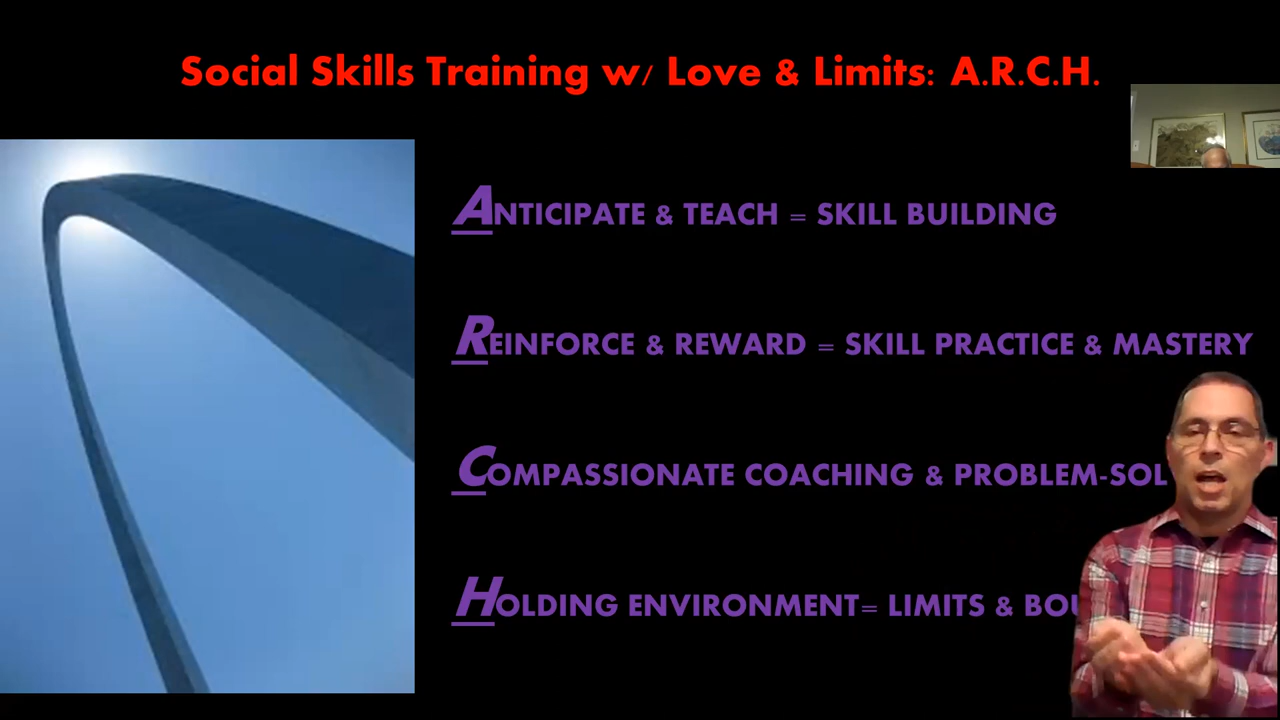 Social Skills Training w/ Love & Limits: A.R.C.H.
ANTICIPATE & TEACH = SKILL BUILDING
REINFORCE & REWARD = SKILL PRACTICE & MASTERY
COMPASSIONATE COACHING & PROBLEM-SOL
HOLDING ENVIRONMENT= LIMITS & BOU